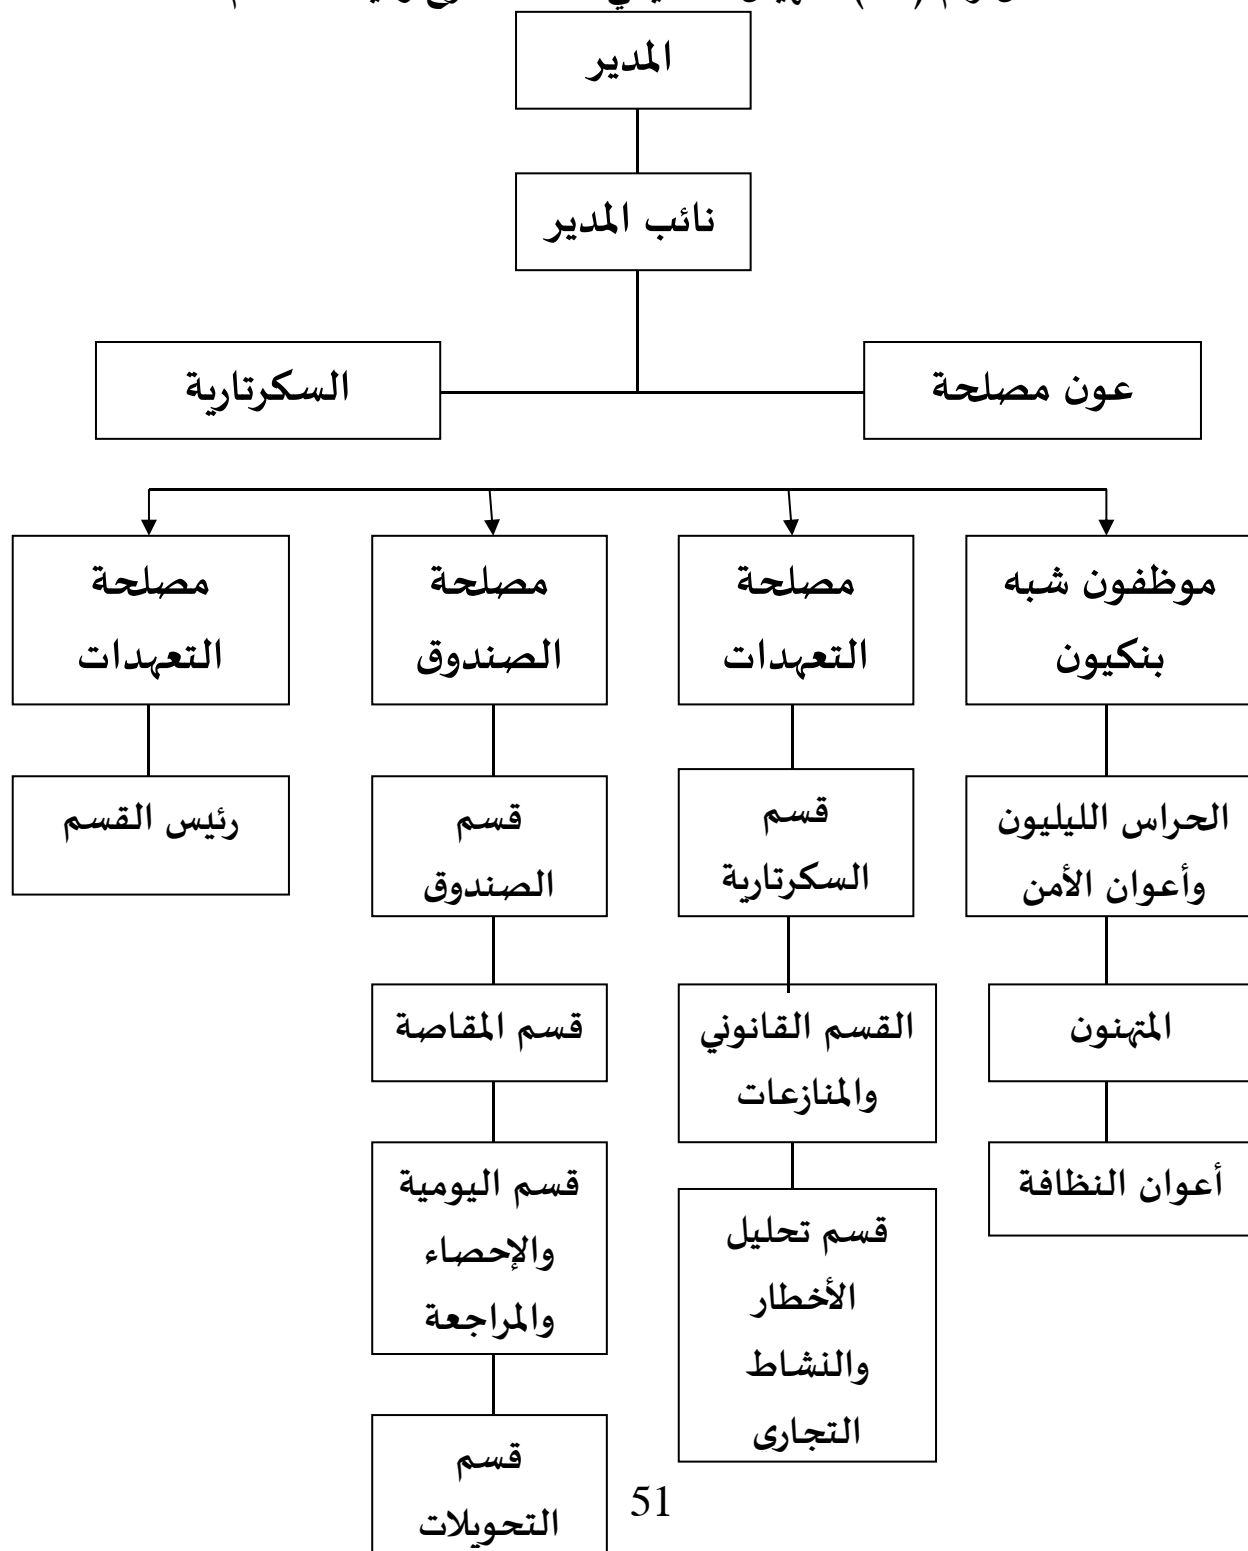 المدير
نائب المدير
عون مصلحة
السكرتارية
موظفون شبه
بنكيون
مصلحة
التعهدات
مصلحة
الصندوق
مصلحة
التعهدات
الحراس الليليون
وأعوان الأمن
قسم
السكرتارية
قسم
الصندوق
رئيس القسم
المتهنون
القسم القانوني
والمنازعات
قسم المقاصة
أعوان النظافة
قسم تحليل
الأخطار
والنشاط
التجارى
قسم اليومية
والإحصاء
والمراجعة
قسم
التحويلات
51